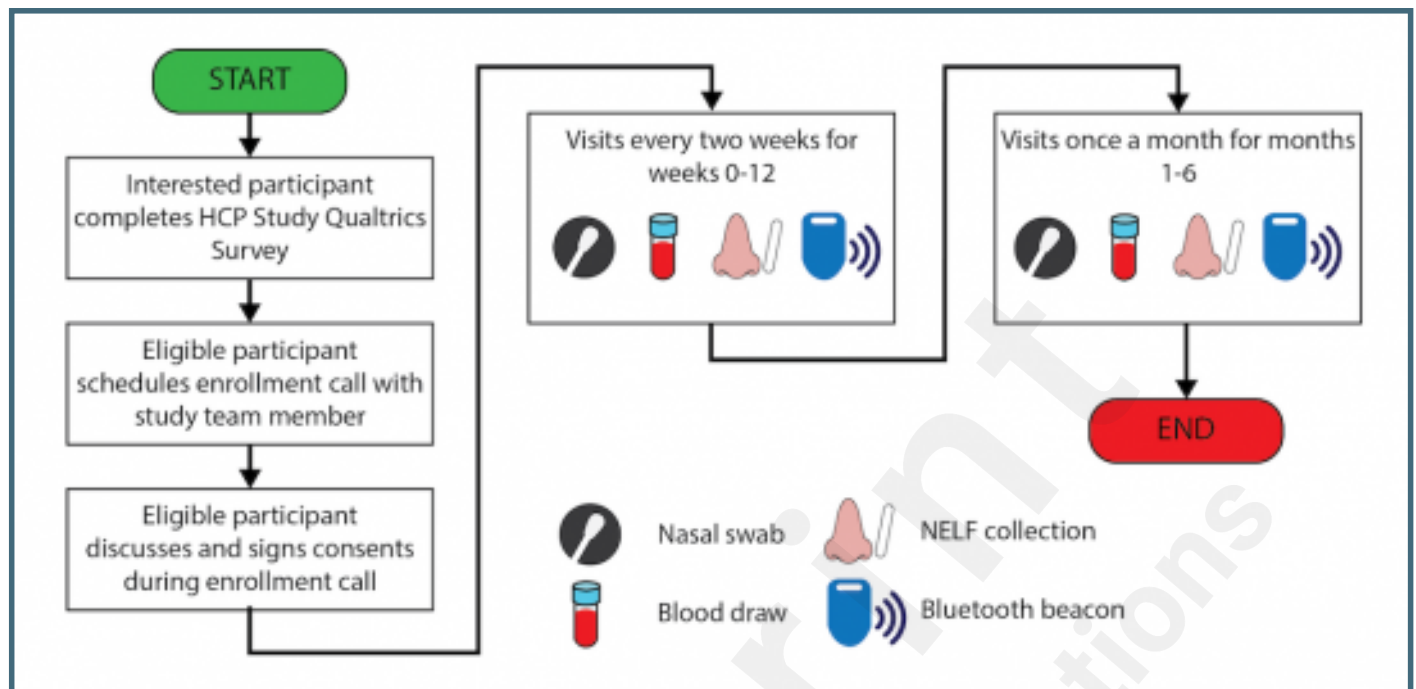 START
Interested participant
completes HCP Study Qualtrics
Survey
Eligible participant
schedules enrollment call with
study team member
Eligible participant
discusses and signs consents
during enrollment call
Visits every two weeks for
weeks 0-12
Visits once a month for months
1-6
END
Nasal swab
NELF collection
Blood draw
Bluetooth beacon
rint
tions